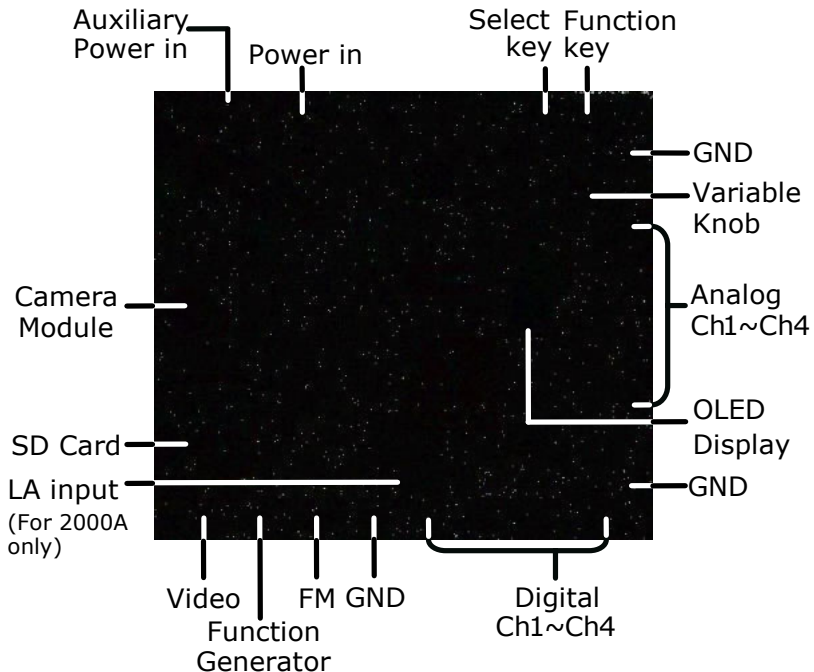 Auxiliary
Power in
Power in
Select
key
Function
key
GND
Variable
Knob
Camera
Module
Analog
Ch1~Ch4
OLED
Display
SD Card
LA input
(For 2000A
only)
GND
Video
Function
Generator
FM
GND
Digital
Ch1~Ch4